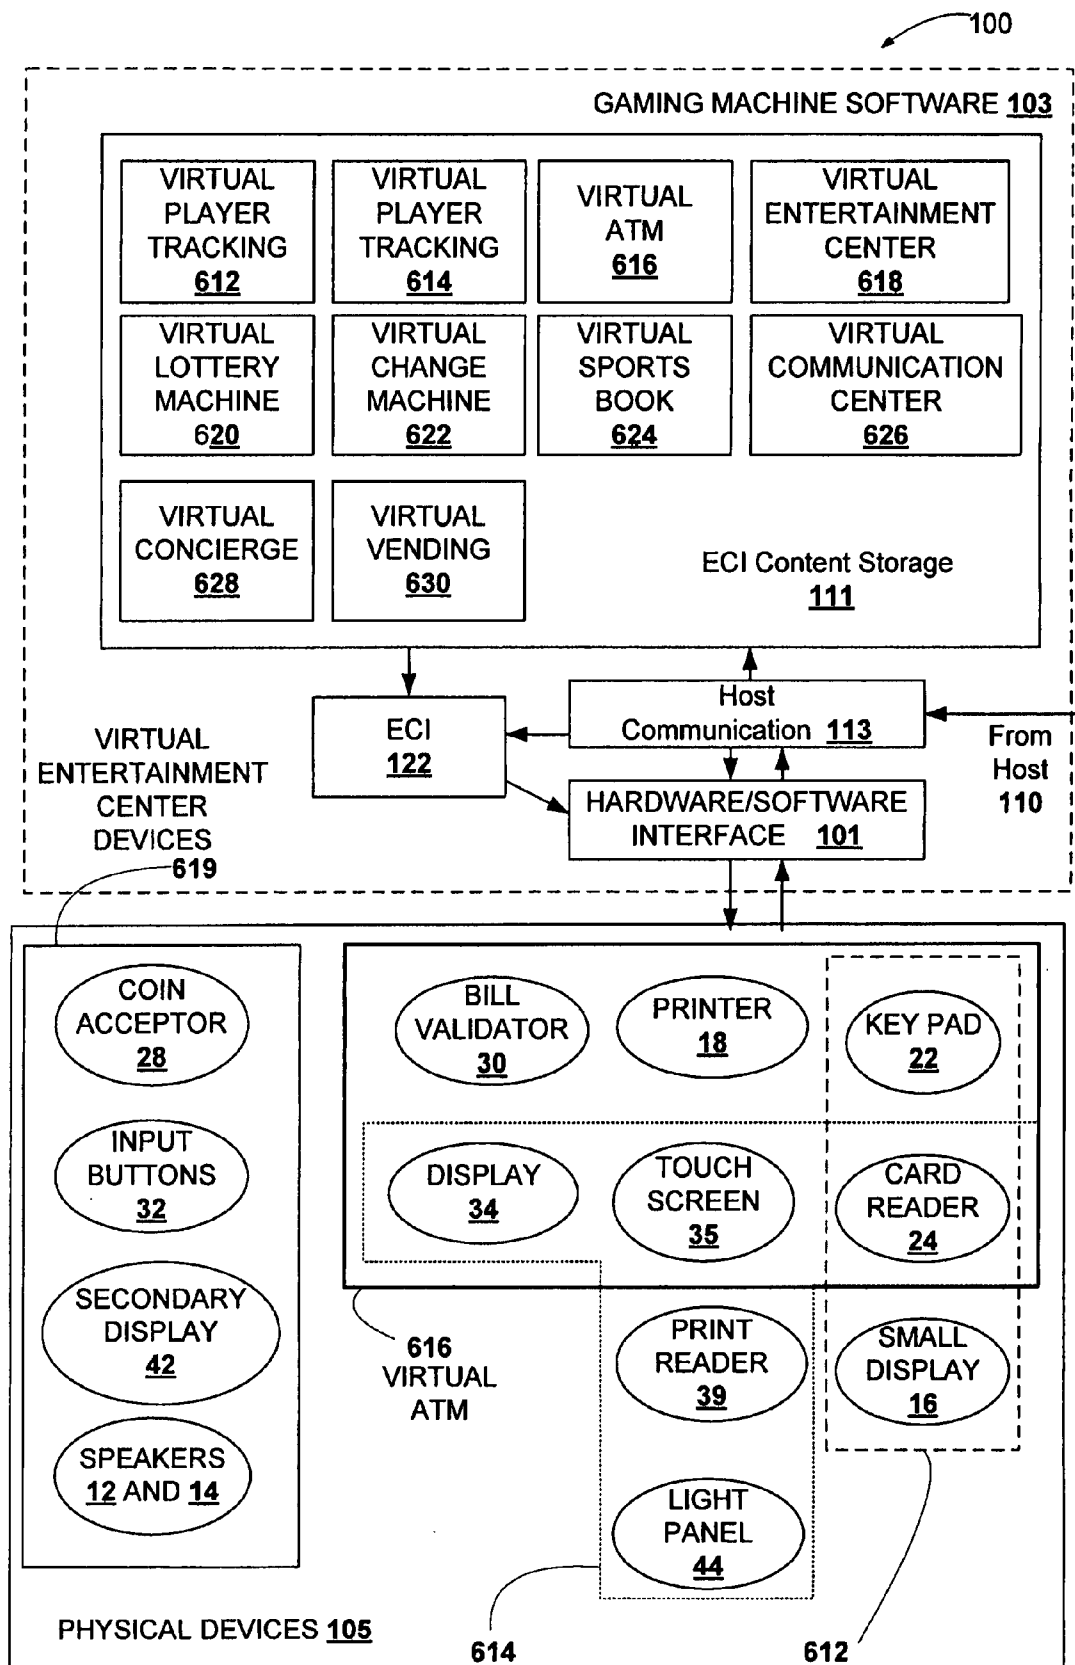 100
GAMING MACHINE SOFTWARE 103
VIRTUAL
PLAYER
TRACKING
612
VIRTUAL
PLAYER
TRACKING
614
VIRTUAL
ATM
616
VIRTUAL
ENTERTAINMENT
CENTER
618
VIRTUAL
LOTTERY
MACHINE
620
VIRTUAL
CHANGE
MACHINE
622
VIRTUAL
SPORTS
BOOK
624
VIRTUAL
COMMUNICATION
CENTER
626
VIRTUAL
CONCIERGE
628
VIRTUAL
VENDING
630
ECI Content Storage
111
ECI
122
Host
Communication 113
From
Host
110
HARDWARE/SOFTWARE
INTERFACE 101
VIRTUAL
ENTERTAINMENT
CENTER
DEVICES
619
COIN
ACCEPTOR
28
INPUT
BUTTONS
32
SECONDARY
DISPLAY
42
SPEAKERS
12 AND 14
BILL
VALIDATOR
30
PRINTER
18
KEY PAD
22
DISPLAY
34
TOUCH
SCREEN
35
CARD
READER
24
616
VIRTUAL
ATM
PRINT
READER
39
SMALL
DISPLAY
16
LIGHT
PANEL
44
PHYSICAL DEVICES 105
614
612